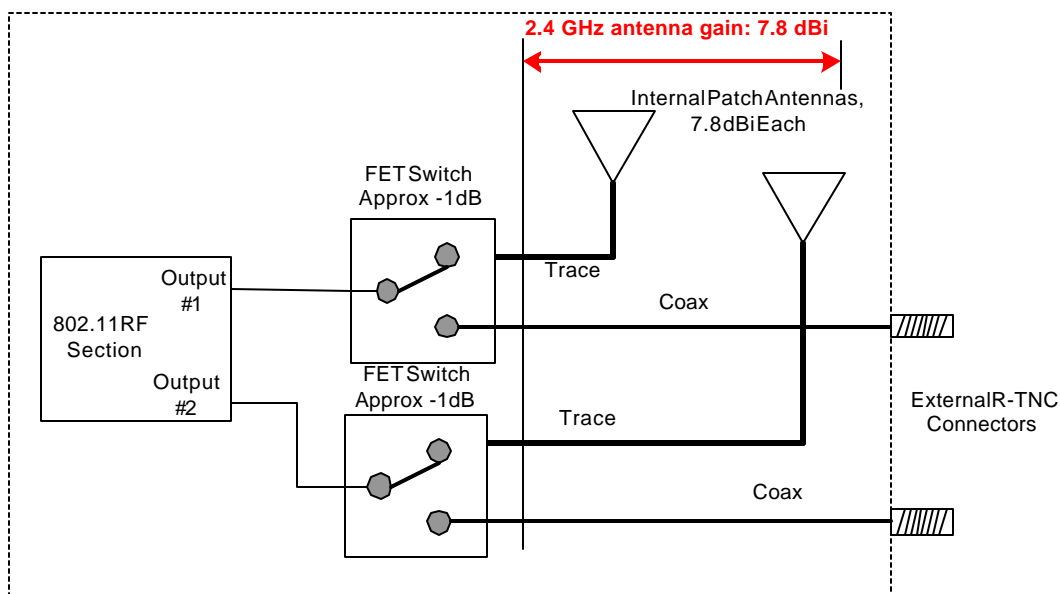 2.4 GHz antenna gain: 7.8 dBi
InternalPatchAntennas,
7.8dBiEach
FETSwitch
Approx -1dB
Trace
Output
#1
802.11RF
Section
Coax
Output
#2
FETSwitch
Approx -1dB
Trace
ExternalR-TNC
Connectors
Coax